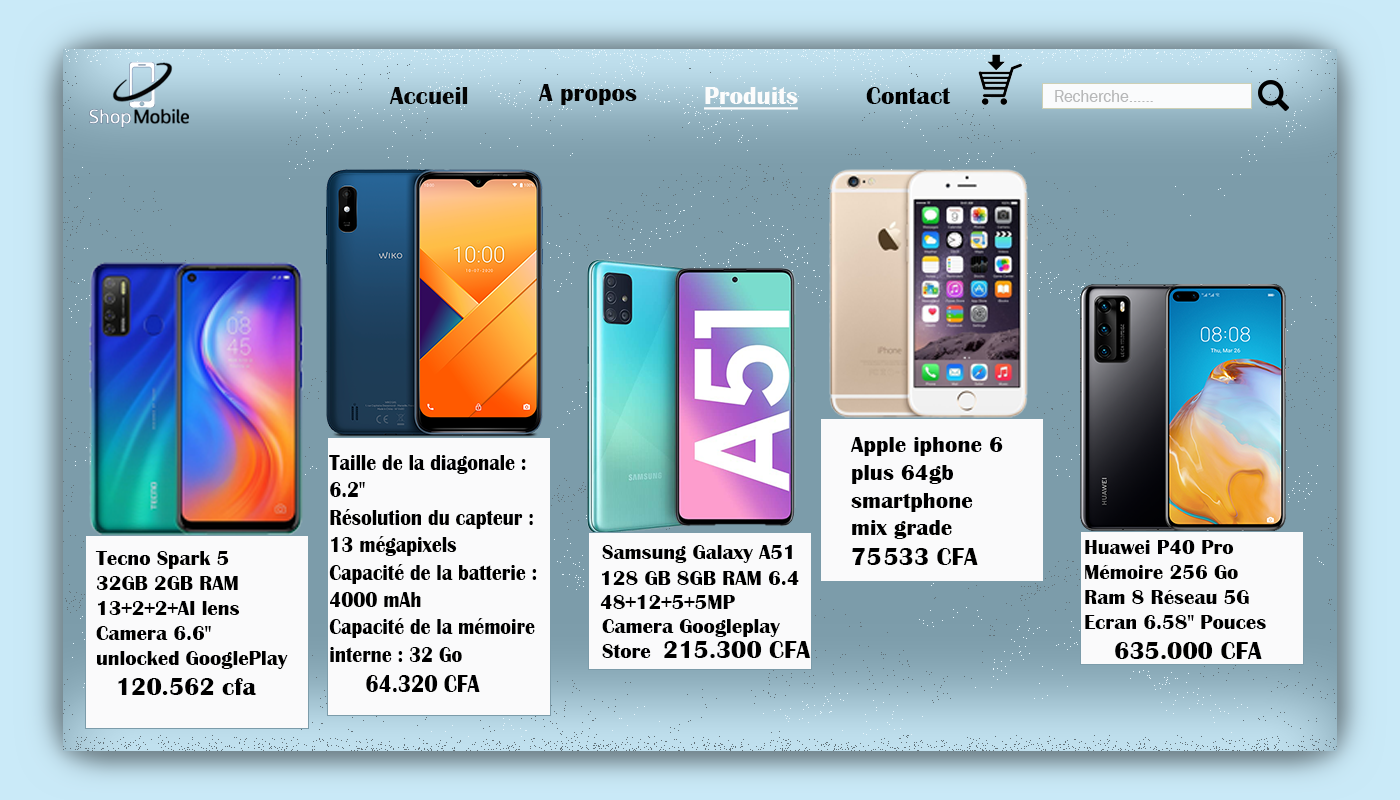 Shop Mobile
Accueil
A propos
Produits
Contact
Recherche......
WIKO
10:00
08
45
TECNO
SAMSUNG
A51
iPhone
08:08
Thu, Mar 26
HUAWEI
Tecno Spark 5
32GB 2GB RAM
13+2+2+AI lens
Camera 6.6"
unlocked GooglePlay
120.562 cfa
Taille de la diagonale :
6.2"
Résolution du capteur :
13 mégapixels
Capacité de la batterie :
4000 mAh
Capacité de la mémoire
interne : 32 Go
64.320 CFA
Samsung Galaxy A51
128 GB 8GB RAM 6.4
48+12+5+5MP
Camera Googleplay
Store 215.300 CFA
Apple iphone 6
plus 64gb
smartphone
mix grade
75533 CFA
Huawei P40 Pro
Mémoire 256 Go
Ram 8 Réseau 5G
Ecran 6.58" Pouces
635.000 CFA